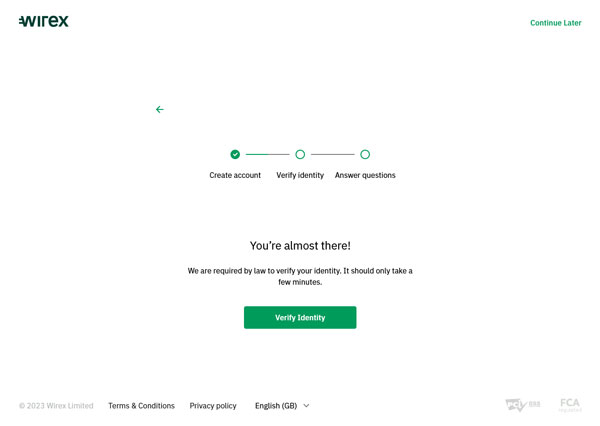 wirex
Continue Later
Create account
Verify identity
Answer questions
You're almost there!
We are required by law to verify your identity. It should only take a
few minutes.
Verify Identity
© 2023 Wirex Limited
Terms & Conditions
Privacy policy
English (GB)
PCI
FCA
regulated